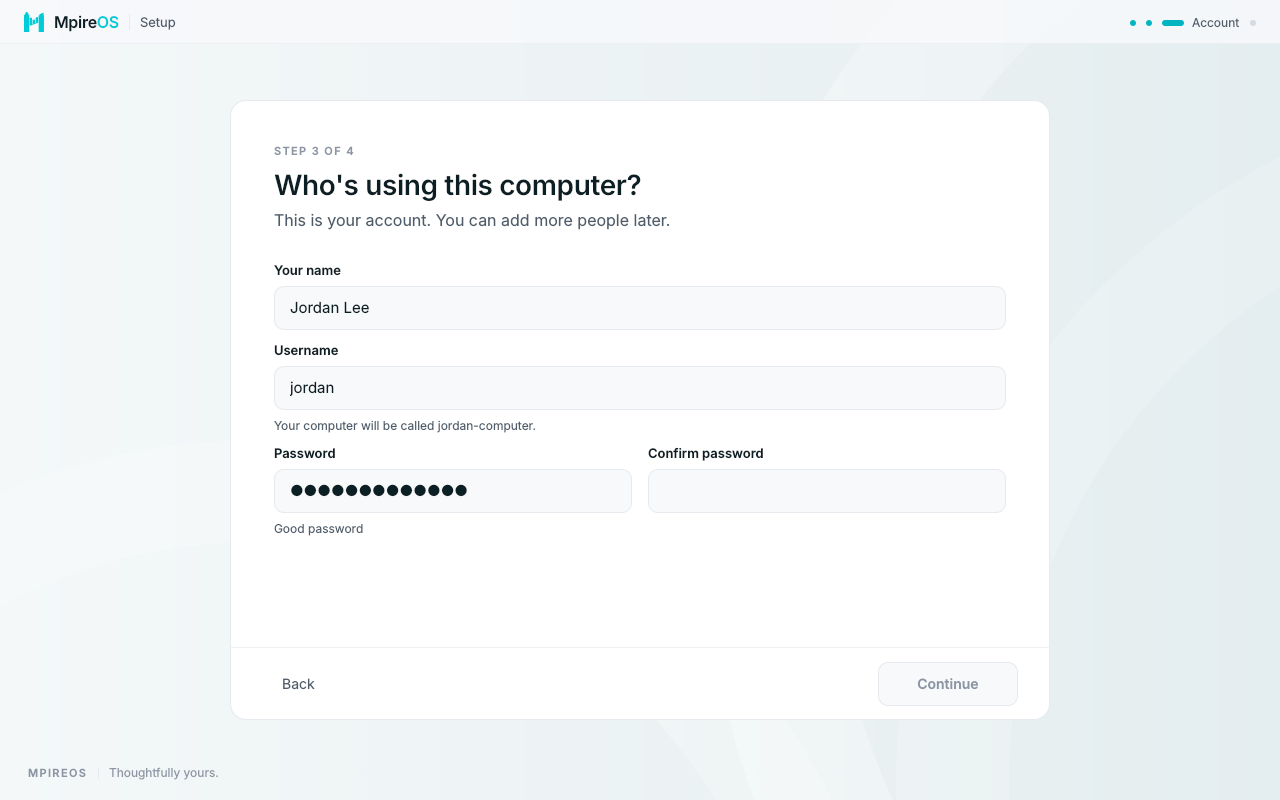 MpireOS
Setup
Account
STEP 3 OF 4
Who's using this computer?
This is your account. You can add more people later.
Your name
Jordan Lee
Username
jordan
Your computer will be called jordan-computer.
Password
Confirm password
●●●●●●●●●●●●●
Good password
Back
Continue
MPIREOS
Thoughtfully yours.